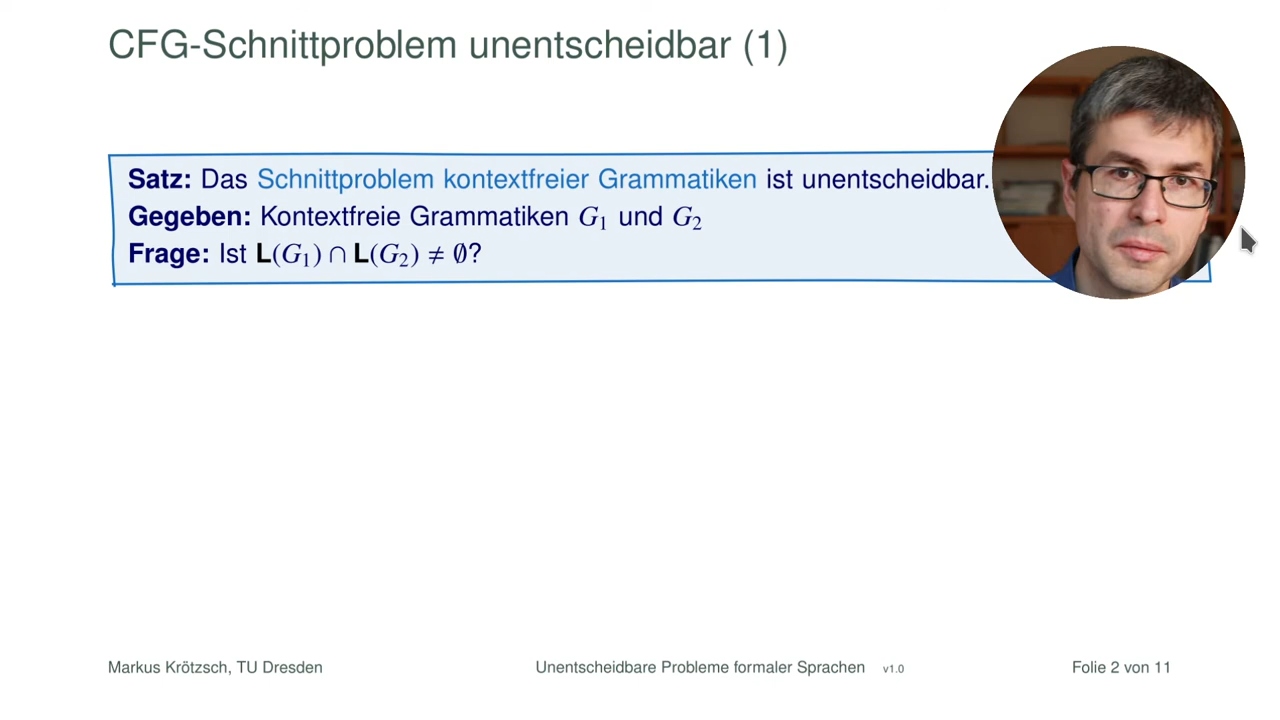 CFG-Schnittproblem unentscheidbar (1)
Satz: Das Schnittproblem kontextfreier Grammatiken ist unentscheidbar.
Gegeben: Kontextfreie Grammatiken G₁ und G₂
Frage: Ist L(G₁) ∩ L(G₂) ≠ ∅?
Markus Krötzsch, TU Dresden
Unentscheidbare Probleme formaler Sprachen v1.0
Folie 2 von 11